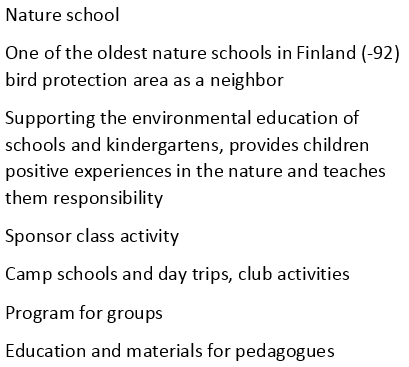 Nature school
One of the oldest nature schools in Finland (-92)
bird protection area as a neighbor
Supporting the environmental education of
schools and kindergartens, provides children
positive experiences in the nature and teaches
them responsibility
Sponsor class activity
Camp schools and day trips, club activities
Program for groups
Education and materials for pedagogues